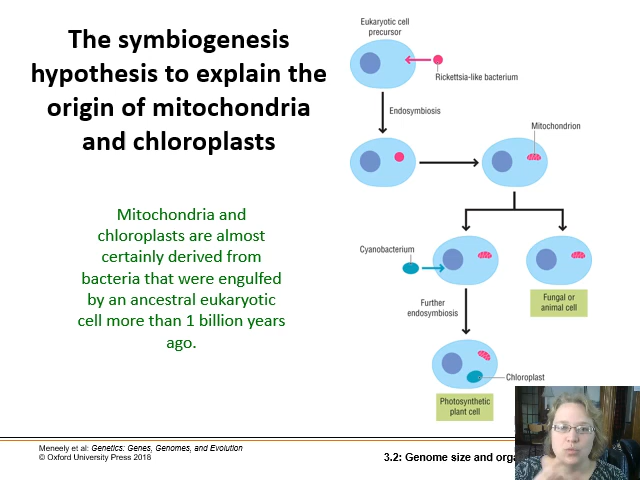 The symbiogenesis
hypothesis to explain the
origin of mitochondria
and chloroplasts
Mitochondria and
chloroplasts are almost
certainly derived from
bacteria that were engulfed
by an ancestral eukaryotic
cell more than 1 billion years
ago.
Eukaryotic cell
precursor
Rickettsia-like bacterium
Endosymbiosis
Mitochondrion
Cyanobacterium
Further
endosymbiosis
Fungal or
animal cell
Chloroplast
Photosynthetic
plant cell
Meneely et al: Genetics: Genes, Genomes, and Evolution
© Oxford University Press 2018
3.2: Genome size and